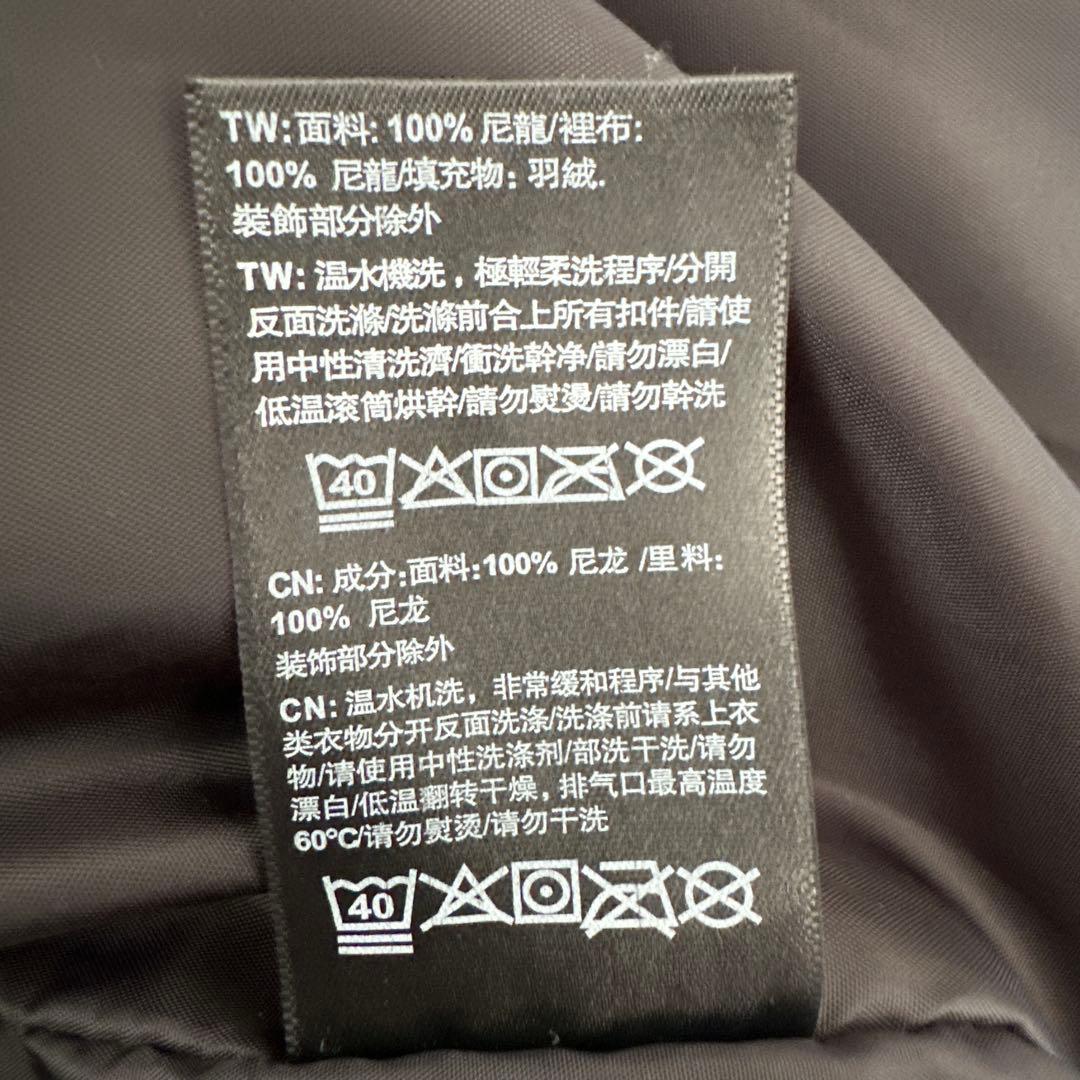 TW:面料: 100% 尼龍/裡布:
100% 尼龍/填充物: 羽絨.
裝飾部分除外
TW: 温水機洗，極輕柔洗程序/分開
反面洗滌/洗滌前合上所有扣件/請使
用中性清洗濟/衝洗幹净/請勿漂白/
低温滚筒烘幹/請勿熨燙/請勿幹洗
40
CN: 成分:面料:100% 尼龙 /里料:
100% 尼龙
装饰部分除外
CN: 温水机洗，非常缓和程序/与其他
类衣物分开反面洗涤/洗涤前请系上衣
物/请使用中性洗涤剂/部洗干洗/请勿
漂白/低温翻转干燥，排气口最高温度
60°C/请勿熨烫/请勿干洗
40